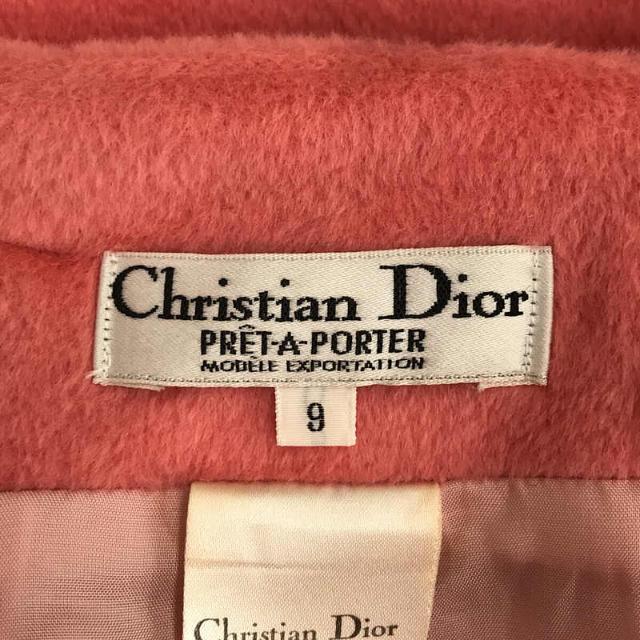 Christian Dior
PRÊT-A-PORTER
MODÈLE EXPORTATION
9
Christian Dior